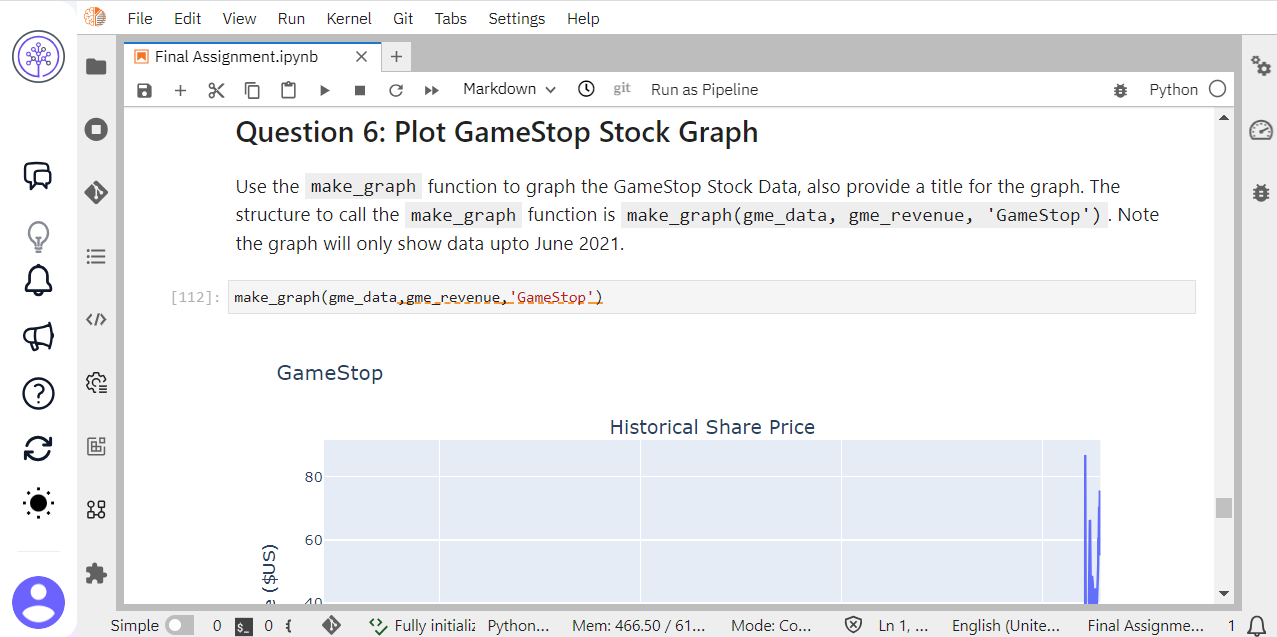 File Edit View Run Kernel Git Tabs Settings Help
Final Assignment.ipynb
Markdown git Run as Pipeline Python
Question 6: Plot GameStop Stock Graph
Use the make_graph function to graph the GameStop Stock Data, also provide a title for the graph. The
structure to call the make_graph function is make_graph(gme_data, gme_revenue, 'GameStop'). Note
the graph will only show data upto June 2021.
[112]: make_graph(gme_data,gme_revenue,'GameStop')
GameStop
Historical Share Price
80
60
40
($US)
Simple 0 $_ 0 Fully initializ Python... Mem: 466.50 / 61... Mode: Co... Ln 1, ... English (Unite... Final Assignme... 1